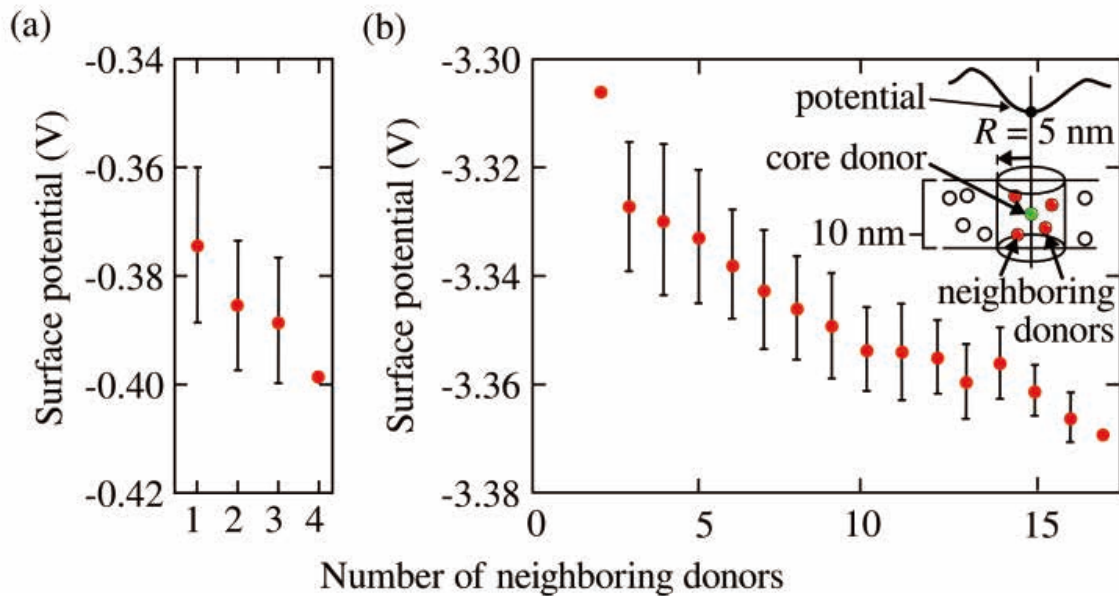 (a)
Surface potential (V)
-0.34
-0.36
-0.38
-0.40
-0.42
1 2 3 4
(b)
Surface potential (V)
-3.30
-3.32
-3.34
-3.36
-3.38
0 5 10 15
potential
R = 5 nm
core donor
10 nm
neighboring
donors
Number of neighboring donors